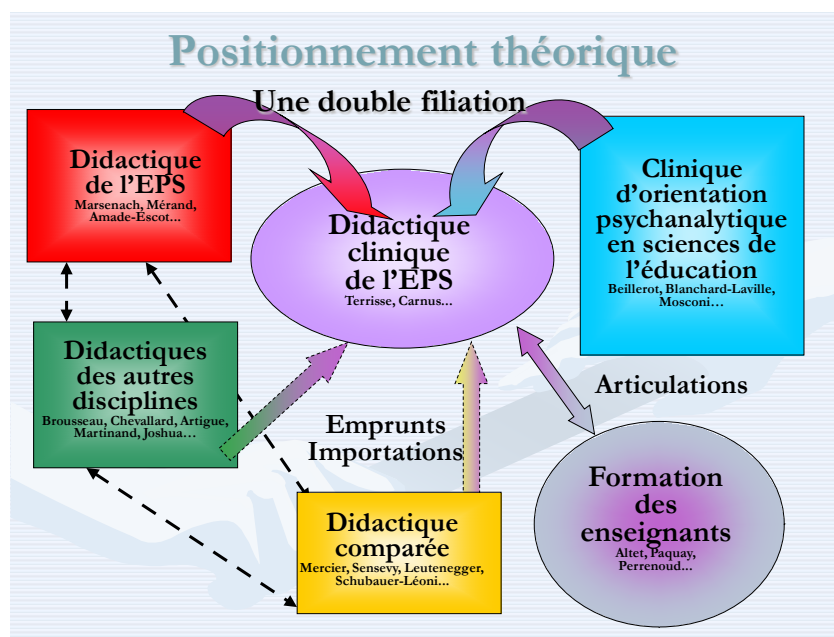 Positionnement théorique
Une double filiation
Didactique
de l'EPS
Marsenach, Mérand,
Amade-Escot...
Clinique
d'orientation
psychanalytique
en sciences de
l'éducation
Beillerot, Blanchard-Laville,
Mosconi…
Didactique
clinique
de l'EPS
Terrisse, Carnus...
Didactiques
des autres
disciplines
Brousseau, Chevallard, Artigue,
Martinand, Joshua…
Articulations
Emprunts
Importations
Formation
des
enseignants
Altet, Paquay,
Perrenoud...
Didactique
comparée
Mercier, Sensevy, Leutenegger,
Schubauer-Léoni...